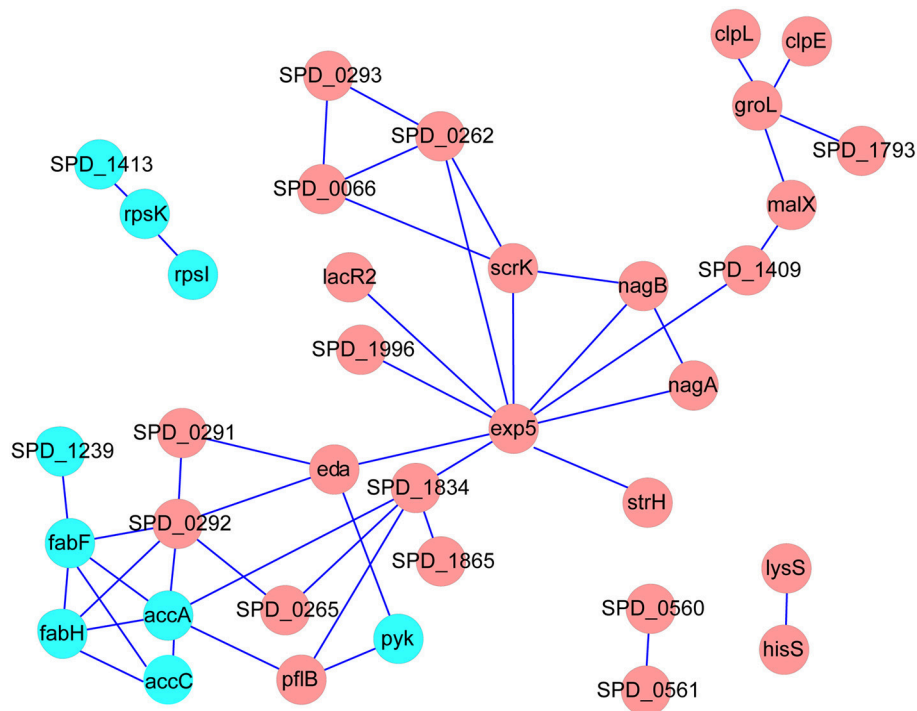 clpL
clpE
SPD_0293
groL
SPD_0262
SPD_1793
SPD_1413
SPD_0066
rpsK
malX
rpsI
lacR2
scrK
nagB
SPD_1409
SPD_1996
nagA
exp5
SPD_0291
SPD_1239
eda
SPD_1834
strH
SPD_0292
fabF
SPD_1865
lysS
accA
SPD_0265
SPD_0560
fabH
pyk
hisS
accC
pflB
SPD_0561